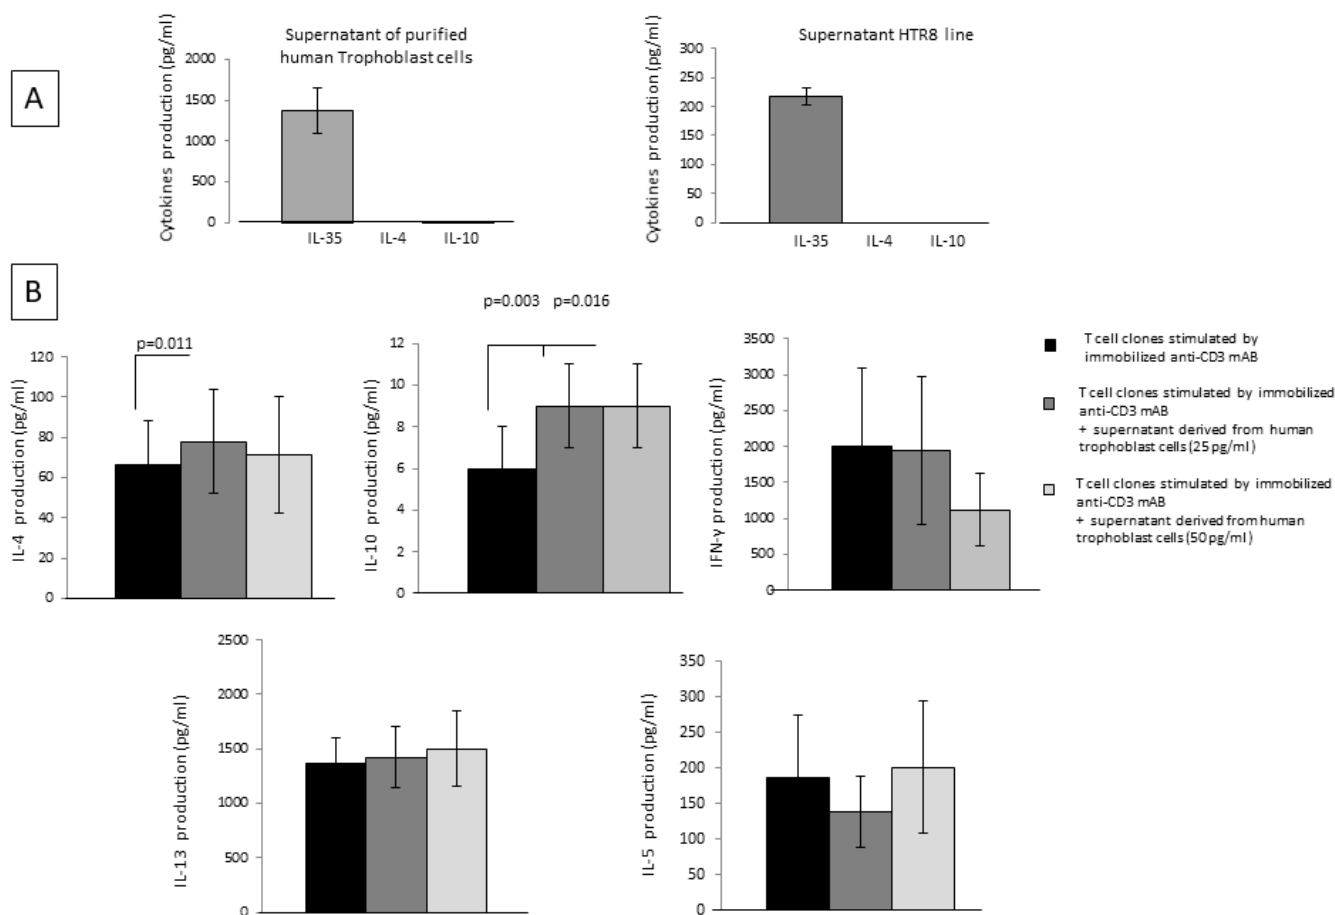 A
Supernatant of purified
human Trophoblast cells
Cytokines production (pg/ml)
2000
1500
1000
500
0
IL-35 IL-4 IL-10
Supernatant HTR8 line
Cytokines production (pg/ml)
300
250
200
150
100
50
0
IL-35 IL-4 IL-10
B
p=0.011
IL-4 production (pg/ml)
120
100
80
60
40
20
0
p=0.003 p=0.016
IL-10 production (pg/ml)
12
10
8
6
4
2
0
IFN-γ production (pg/ml)
3500
3000
2500
2000
1500
1000
500
0
T cell clones stimulated by
immobilized anti-CD3 mAB
T cell clones stimulated by immobilized
anti-CD3 mAB
+ supernatant derived from human
trophoblast cells (25 pg/ml)
T cell clones stimulated by immobilized
anti-CD3 mAB
+ supernatant derived from human
trophoblast cells (50 pg/ml)
IL-13 production (pg/ml)
2500
2000
1500
1000
500
0
IL-5 production (pg/ml)
350
300
250
200
150
100
50
0